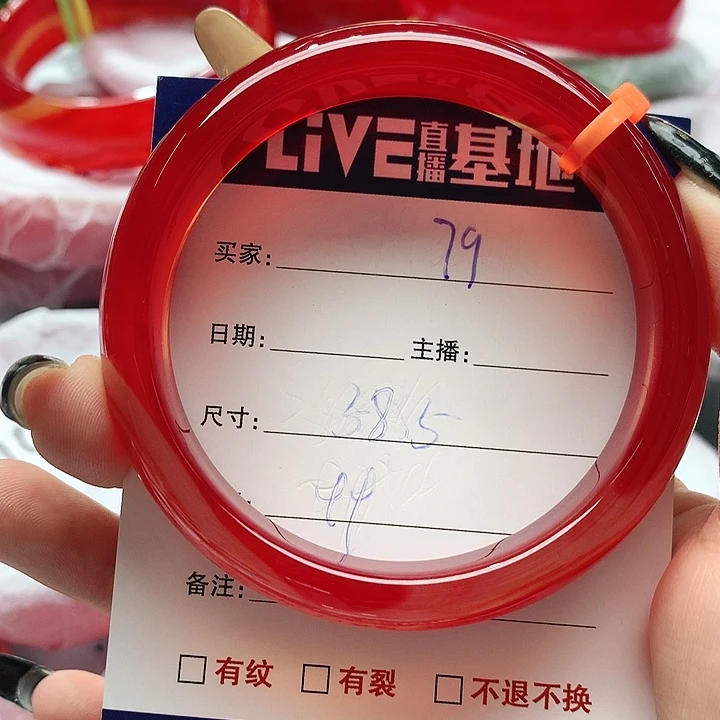 LIVE直播基地
买家: 79
日期: 主播:
尺寸: 58.5
备注:
□ 有纹 □ 有裂 □ 不退不换